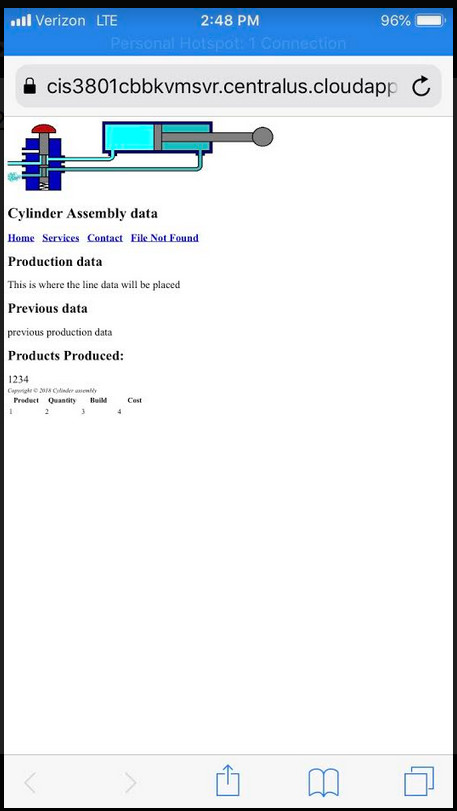 Verizon LTE 2:48 PM 96%
Personal Hotspot: 1 Connection
cis3801cbbkvmsvr.centralus.cloudapp
Cylinder Assembly data
Home Services Contact File Not Found
Production data
This is where the line data will be placed
Previous data
previous production data
Products Produced:
1234
Copyright © 2018 Cylinder assembly
Product Quantity Build Cost
1 2 3 4